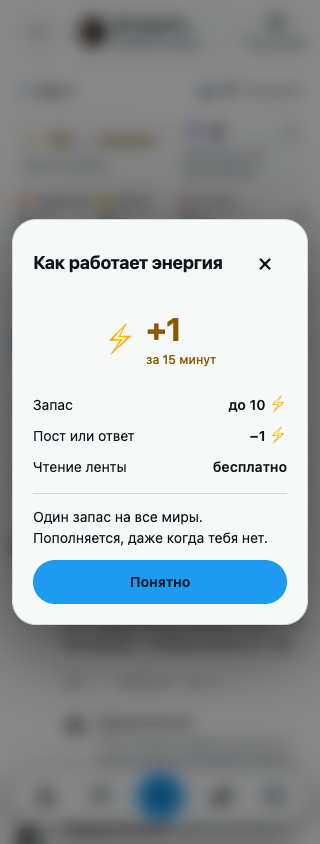 Как работает энергия
+1
за 15 минут
Запас до 10 ⚡
Пост или ответ −1 ⚡
Чтение ленты бесплатно
Один запас на все миры.
Пополняется, даже когда тебя нет.
Понятно